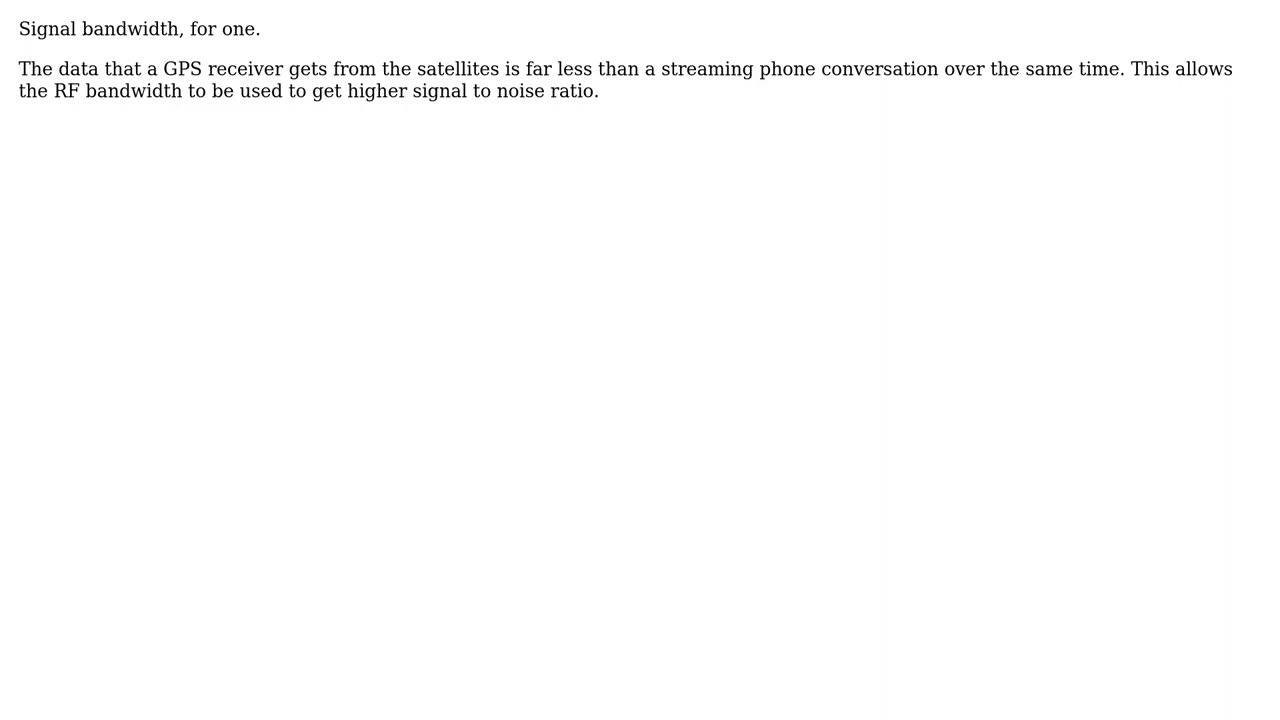 Signal bandwidth, for one.
The data that a GPS receiver gets from the satellites is far less than a streaming phone conversation over the same time. This allows
the RF bandwidth to be used to get higher signal to noise ratio.